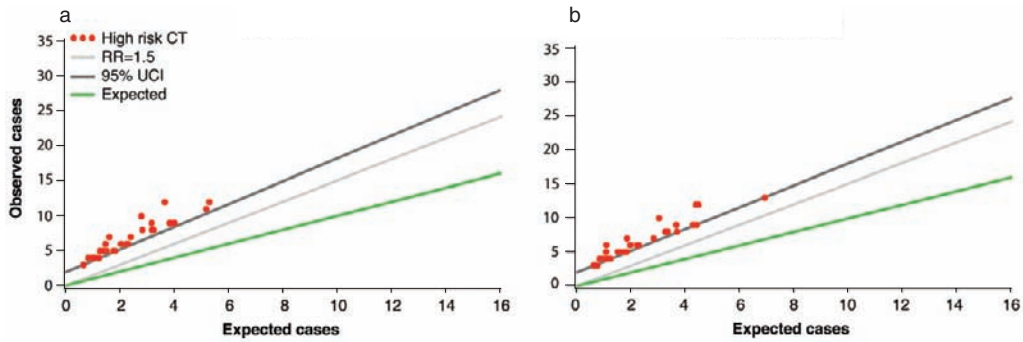 a
35
30
25
20
15
10
5
0
Observed cases
High risk CT
RR=1.5
95% UCI
Expected
0 2 4 6 8 10 12 14 16
Expected cases
b
35
30
25
20
15
10
5
0
0 2 4 6 8 10 12 14 16
Expected cases